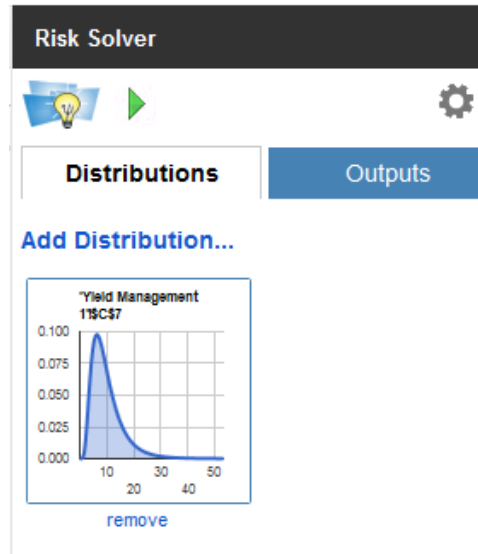 Risk Solver
Distributions Outputs
Add Distribution...
'Yield Management
1'!$C$7
0.100
0.075
0.050
0.025
0.000
10 30 50
20 40
remove